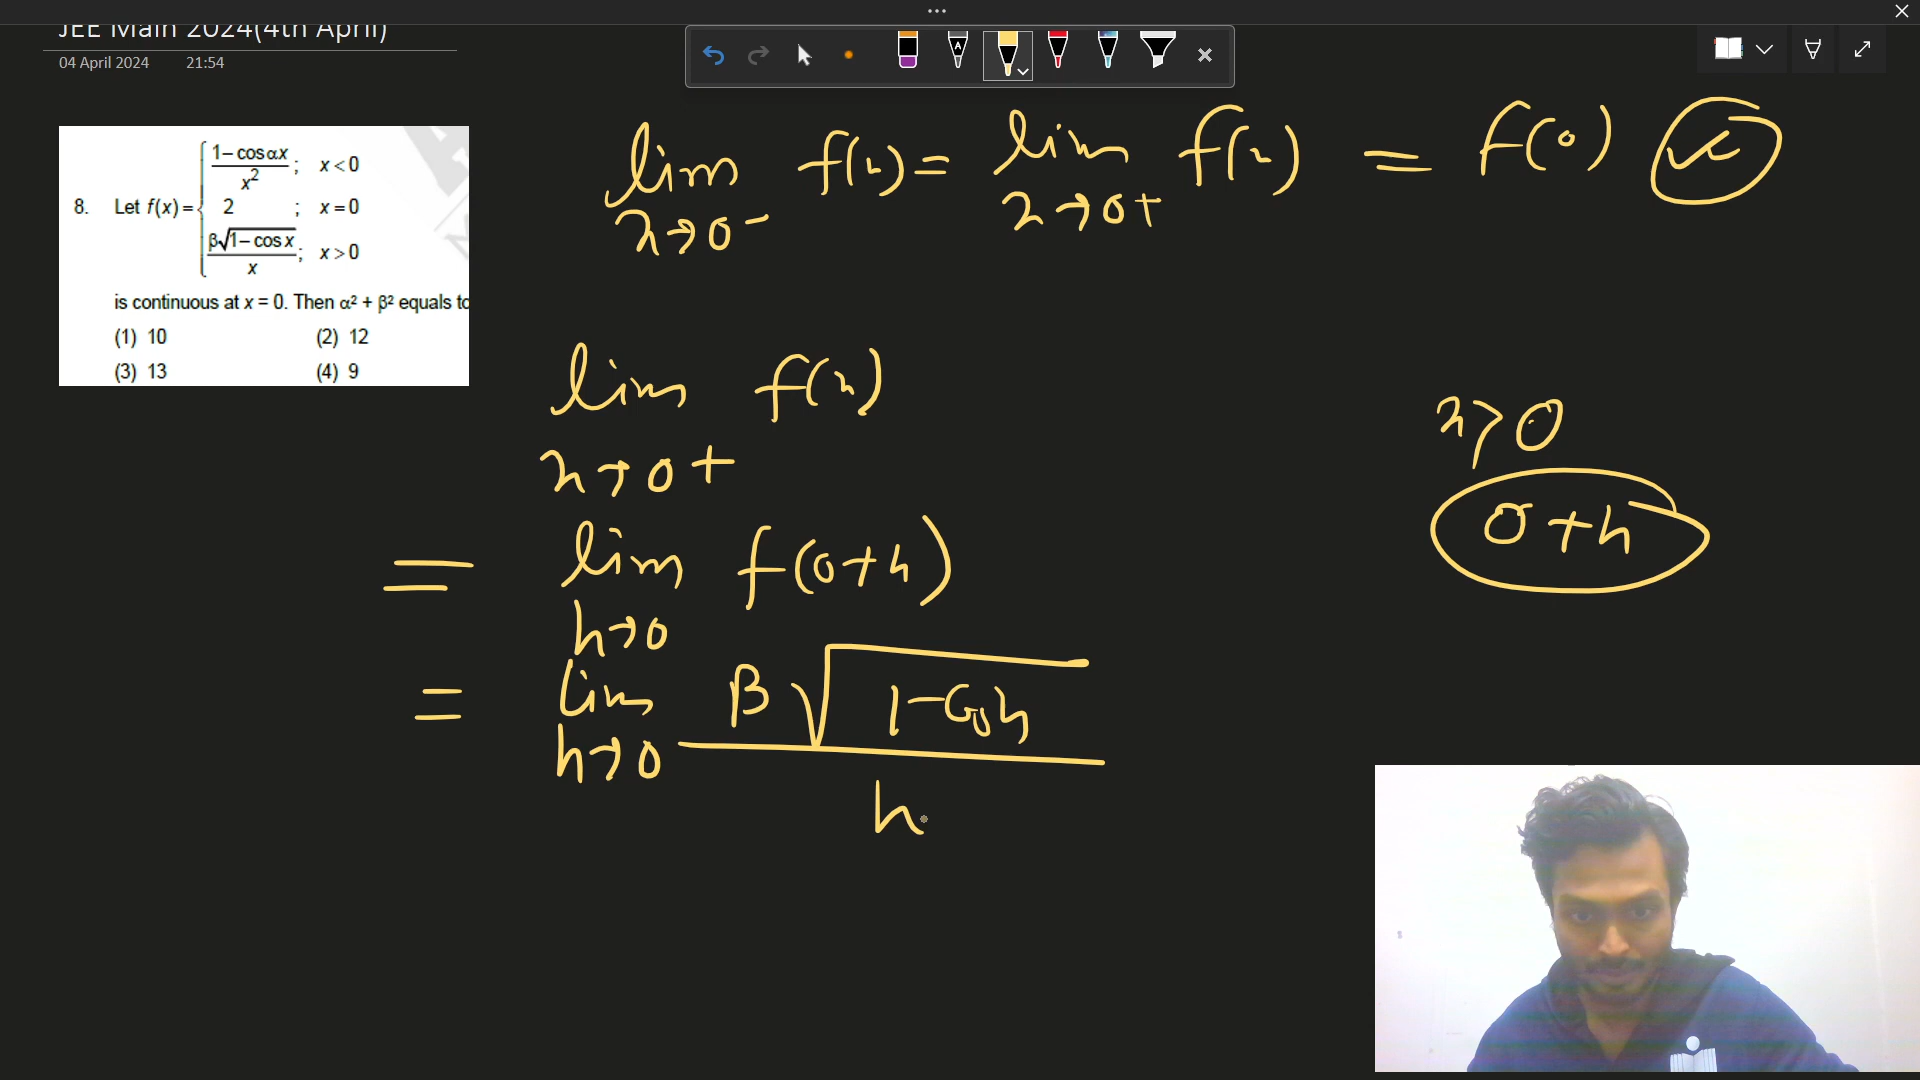 JEE Main 2024(4th April)
04 April 2024 21:54
8. Let f(x) = { 1 – cos αx / x² ; x < 0
2 ; x = 0
β√1 – cos x / x ; x > 0
is continuous at x = 0. Then α² + β² equals to
(1) 10 (2) 12
(3) 13 (4) 9
lim x→0⁻ f(x) = lim x→0+ f(x) = f(0)
lim f(x)
x→0+
x>0
0+h
= lim f(0+h)
h→0
= lim h→0 β√1-Cosh / h